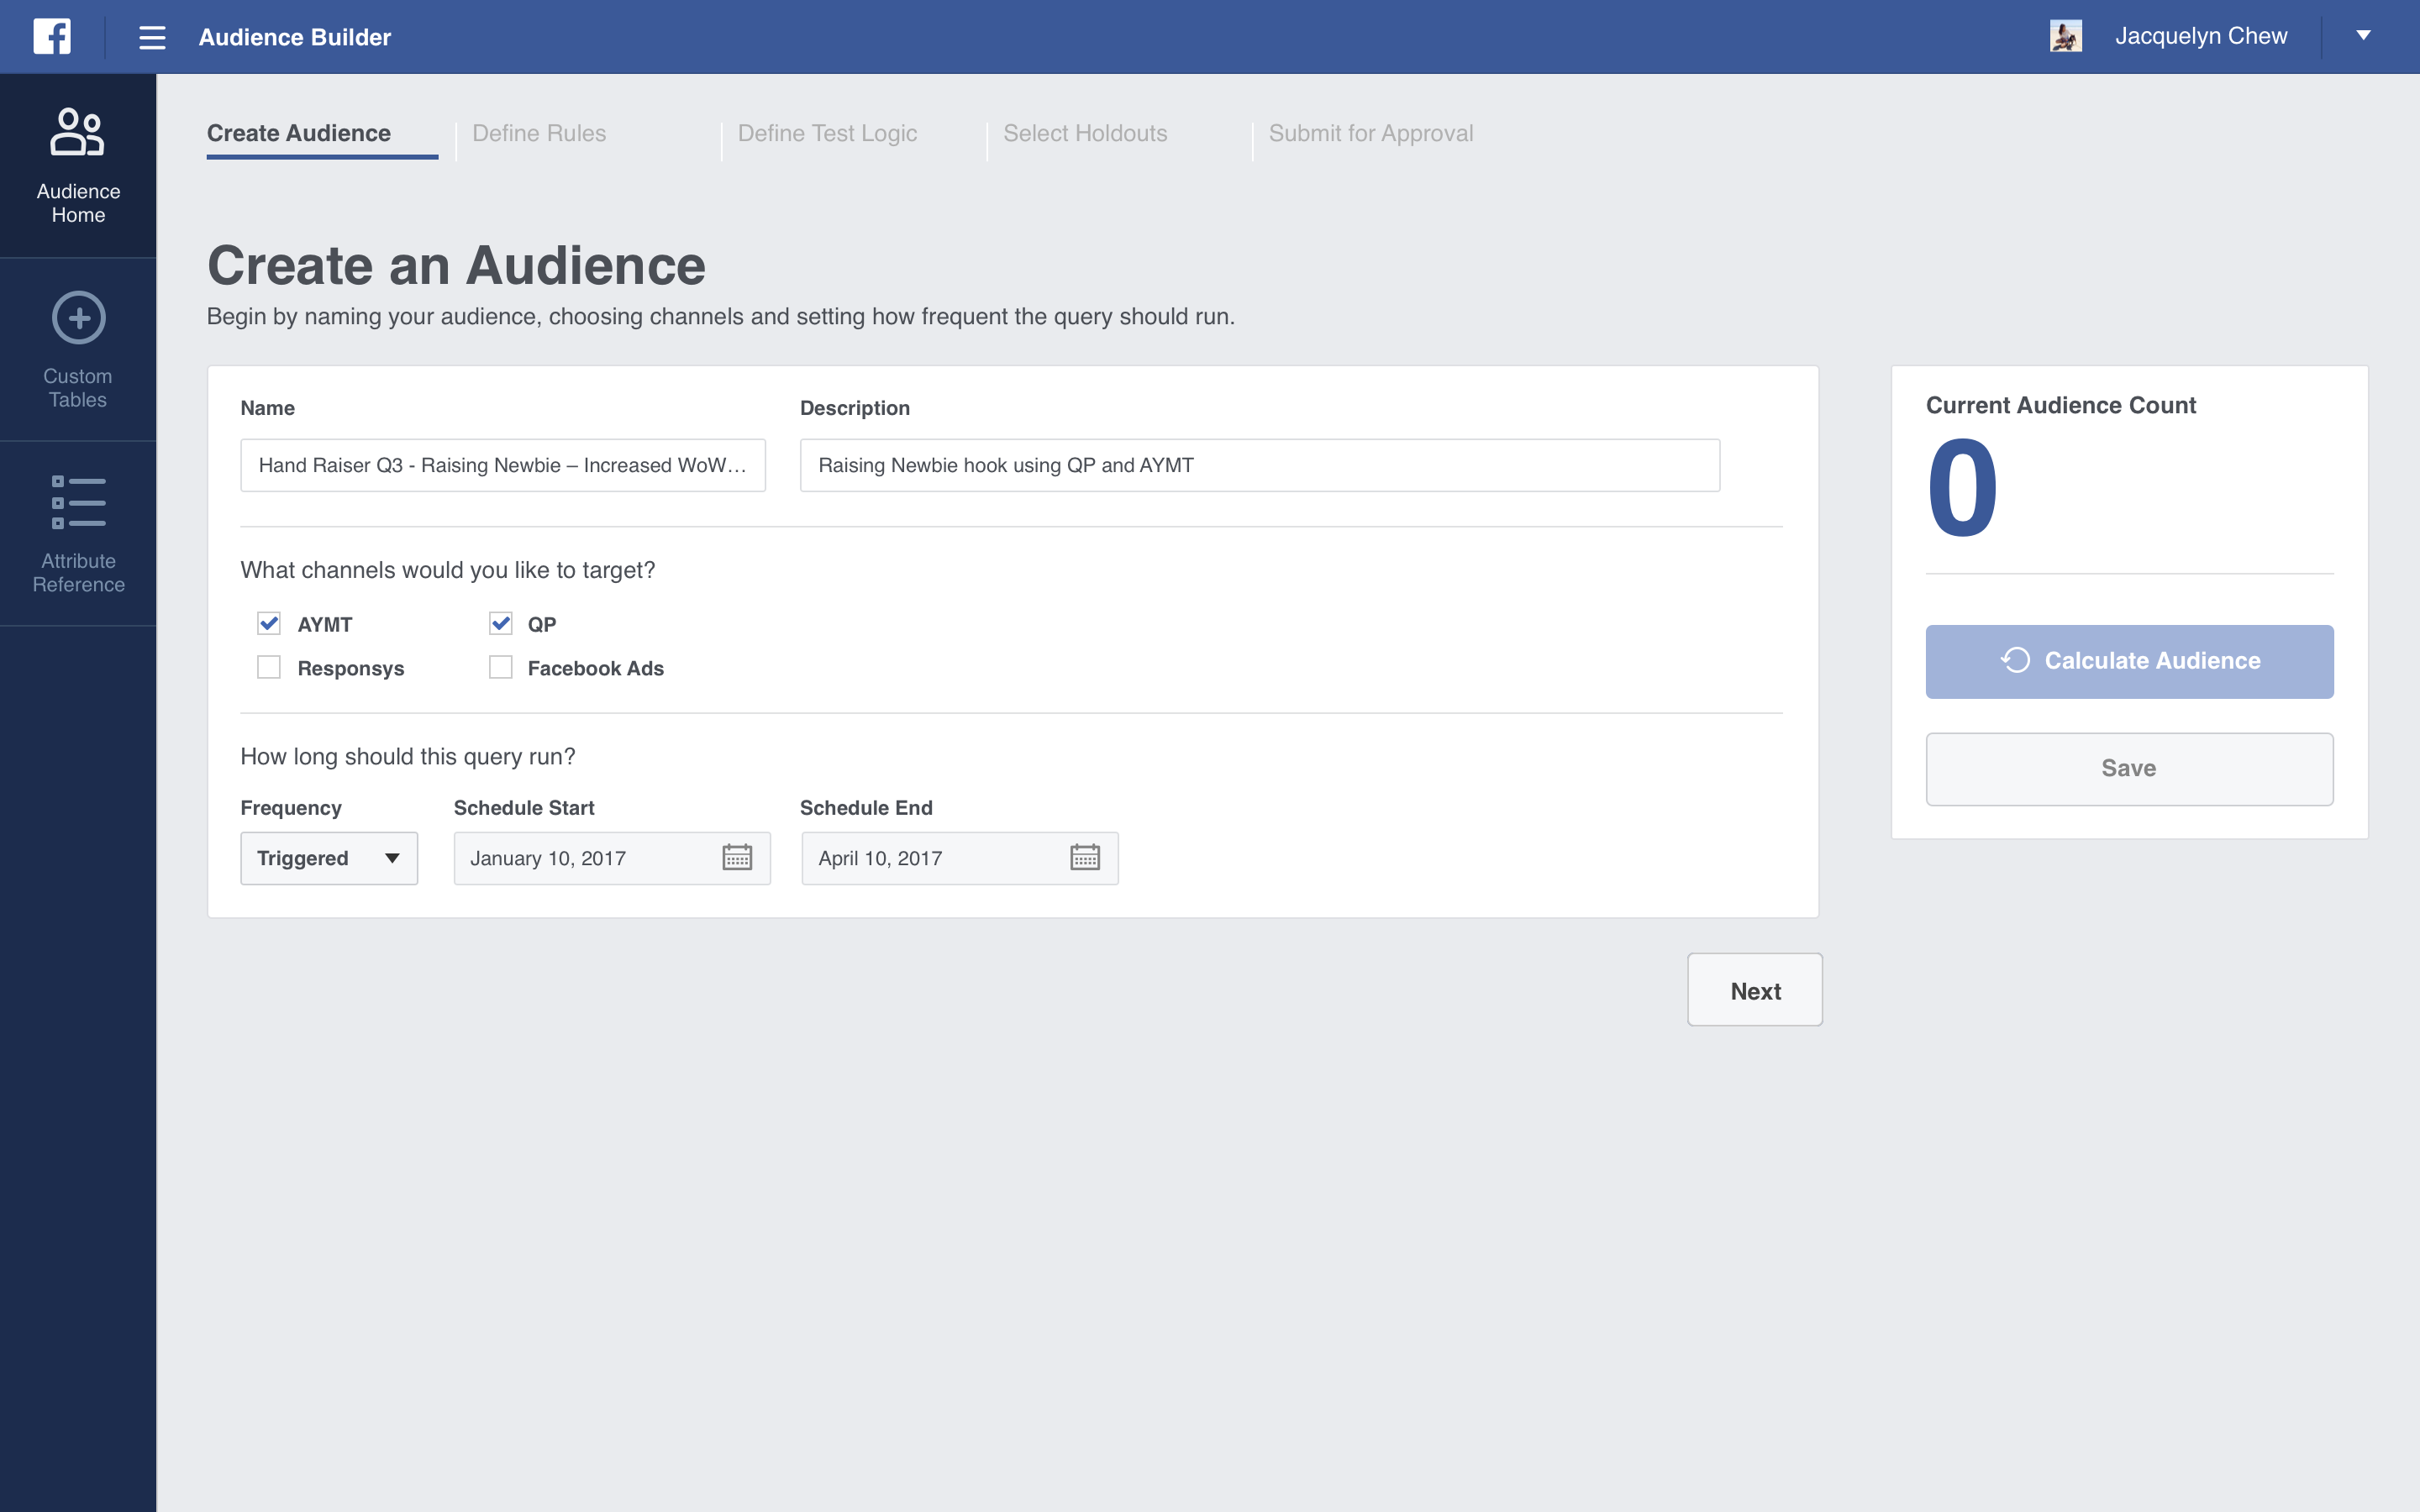 Audience Builder
Jacquelyn Chew
Audience
Home
Custom
Tables
Attribute
Reference
Create Audience
Define Rules
Define Test Logic
Select Holdouts
Submit for Approval
Create an Audience
Begin by naming your audience, choosing channels and setting how frequent the query should run.
Name
Description
Hand Raiser Q3 - Raising Newbie – Increased WoW…
Raising Newbie hook using QP and AYMT
What channels would you like to target?
AYMT
QP
Responsys
Facebook Ads
How long should this query run?
Frequency
Schedule Start
Schedule End
Triggered
January 10, 2017
April 10, 2017
Next
Current Audience Count
0
Calculate Audience
Save